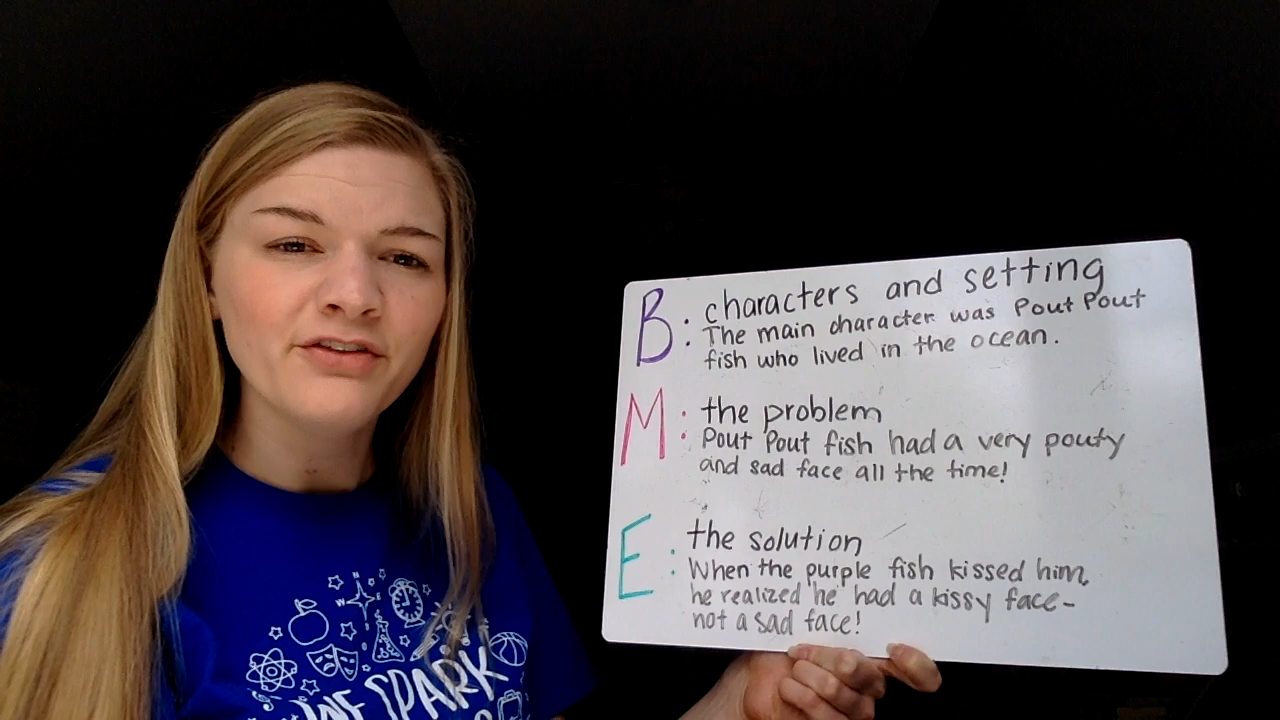 B: characters and setting
The main character was Pout Pout
fish who lived in the ocean.
M: the problem
Pout Pout fish had a very pouty
and sad face all the time!
E: the solution
When the purple fish kissed him,
he realized he had a kissy face-
not a sad face!
WE SPARK